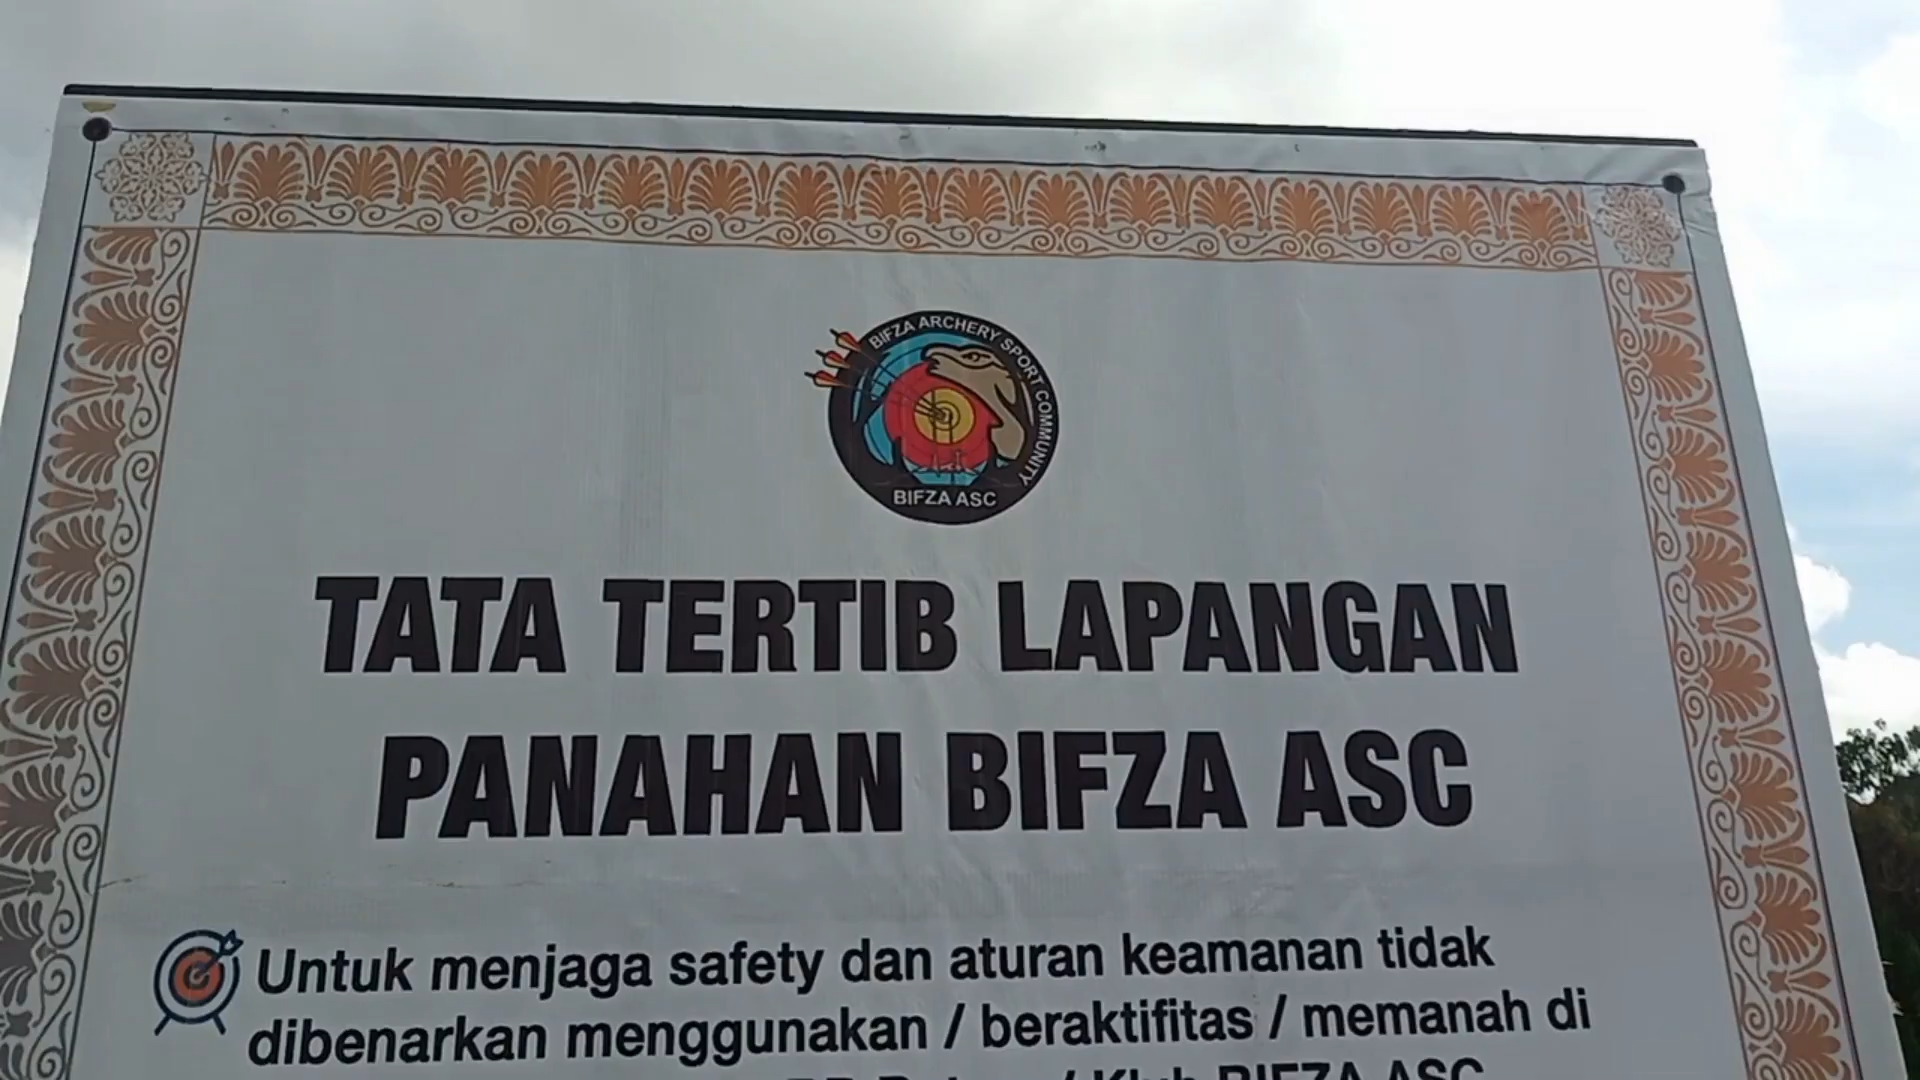 BIFZA ARCHERY SPORT COMMUNITY
BIFZA ASC
TATA TERTIB LAPANGAN
PANAHAN BIFZA ASC
Untuk menjaga safety dan aturan keamanan tidak
dibenarkan menggunakan / beraktifitas / memanah di
/ Klub BIFZA ASC